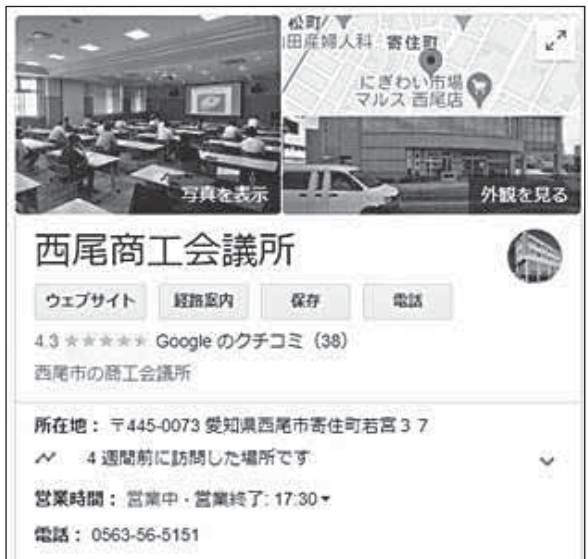 松町
山田産婦人科
寄住町
にぎわい市場
マルス 西尾店
写真を表示
外観を見る
西尾商工会議所
ウェブサイト
経路案内
保存
電話
4.3 ★★★★★ Google のクチコミ（38）
西尾市の商工会議所
所在地： 〒445-0073 愛知県西尾市寄住町若宮３７
4 週間前に訪問した場所です
営業時間： 営業中・営業終了: 17:30▾
電話： 0563-56-5151